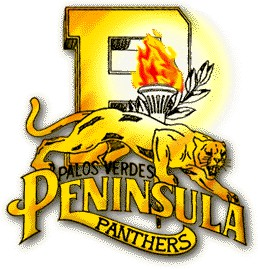 P
PALOS VERDES
PENINSULA
PANTHERS